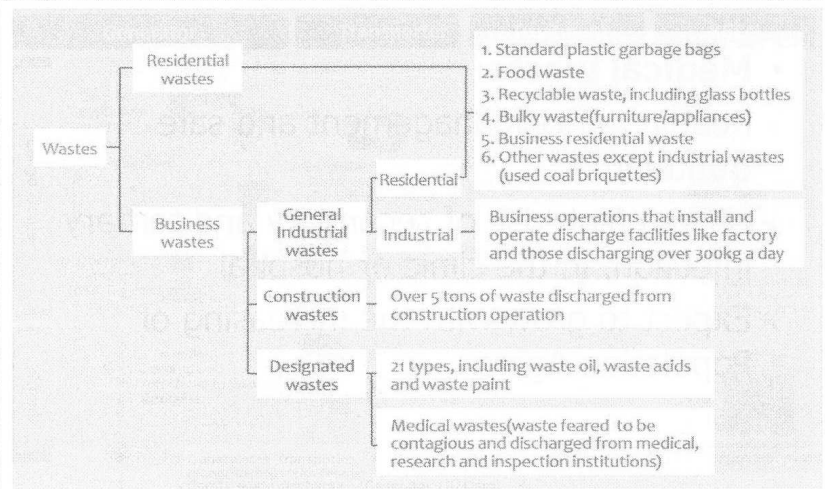 Wastes
Residential
wastes
1. Standard plastic garbage bags
2. Food waste
3. Recyclable waste, including glass bottles
4. Bulky waste(furniture/appliances)
5. Business residential waste
6. Other wastes except industrial wastes
(used coal briquettes)
Business
wastes
General
Industrial
wastes
Residential
Industrial
Business operations that install and
operate discharge facilities like factory
and those discharging over 300kg a day
Construction
wastes
Over 5 tons of waste discharged from
construction operation
Designated
wastes
21 types, including waste oil, waste acids
and waste paint
Medical wastes(waste feared to be
contagious and discharged from medical,
research and inspection institutions)